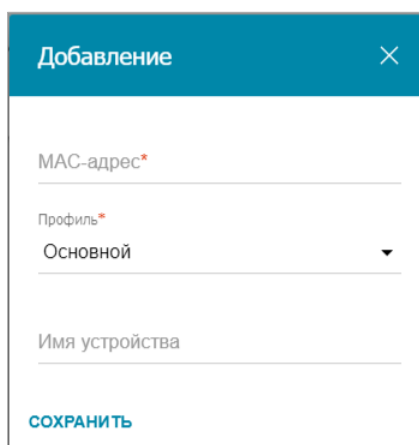 Добавление
MAC-адрес*
Профиль*
Основной
Имя устройства
СОХРАНИТЬ